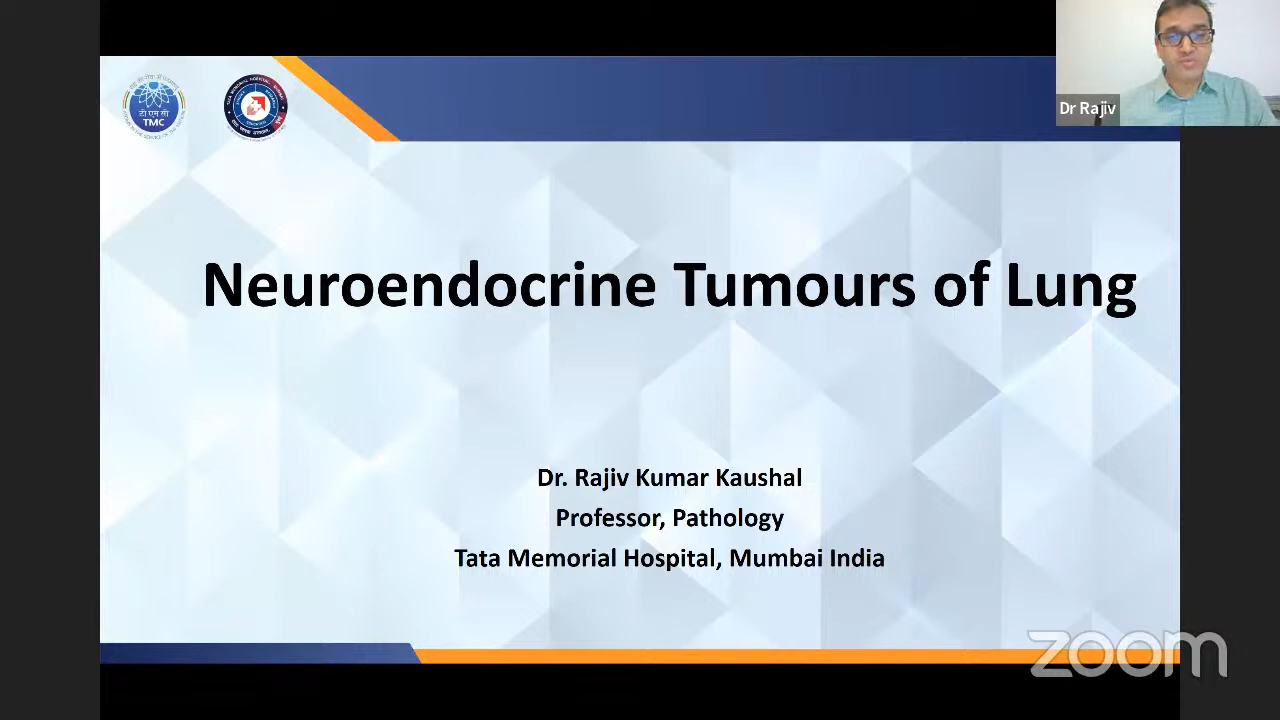 Dr Rajiv
टी एम सी
TMC
Neuroendocrine Tumours of Lung
Dr. Rajiv Kumar Kaushal
Professor, Pathology
Tata Memorial Hospital, Mumbai India
zoom